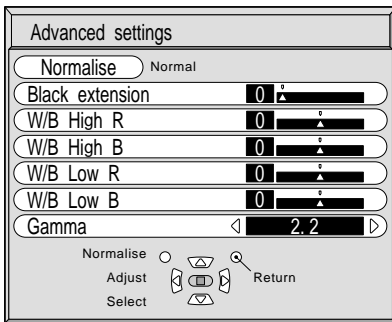 Advanced settings
Normalise Normal
Black extension 0
W/B High R 0
W/B High B 0
W/B Low R 0
W/B Low B 0
Gamma 2.2
Normalise
Adjust Return
Select